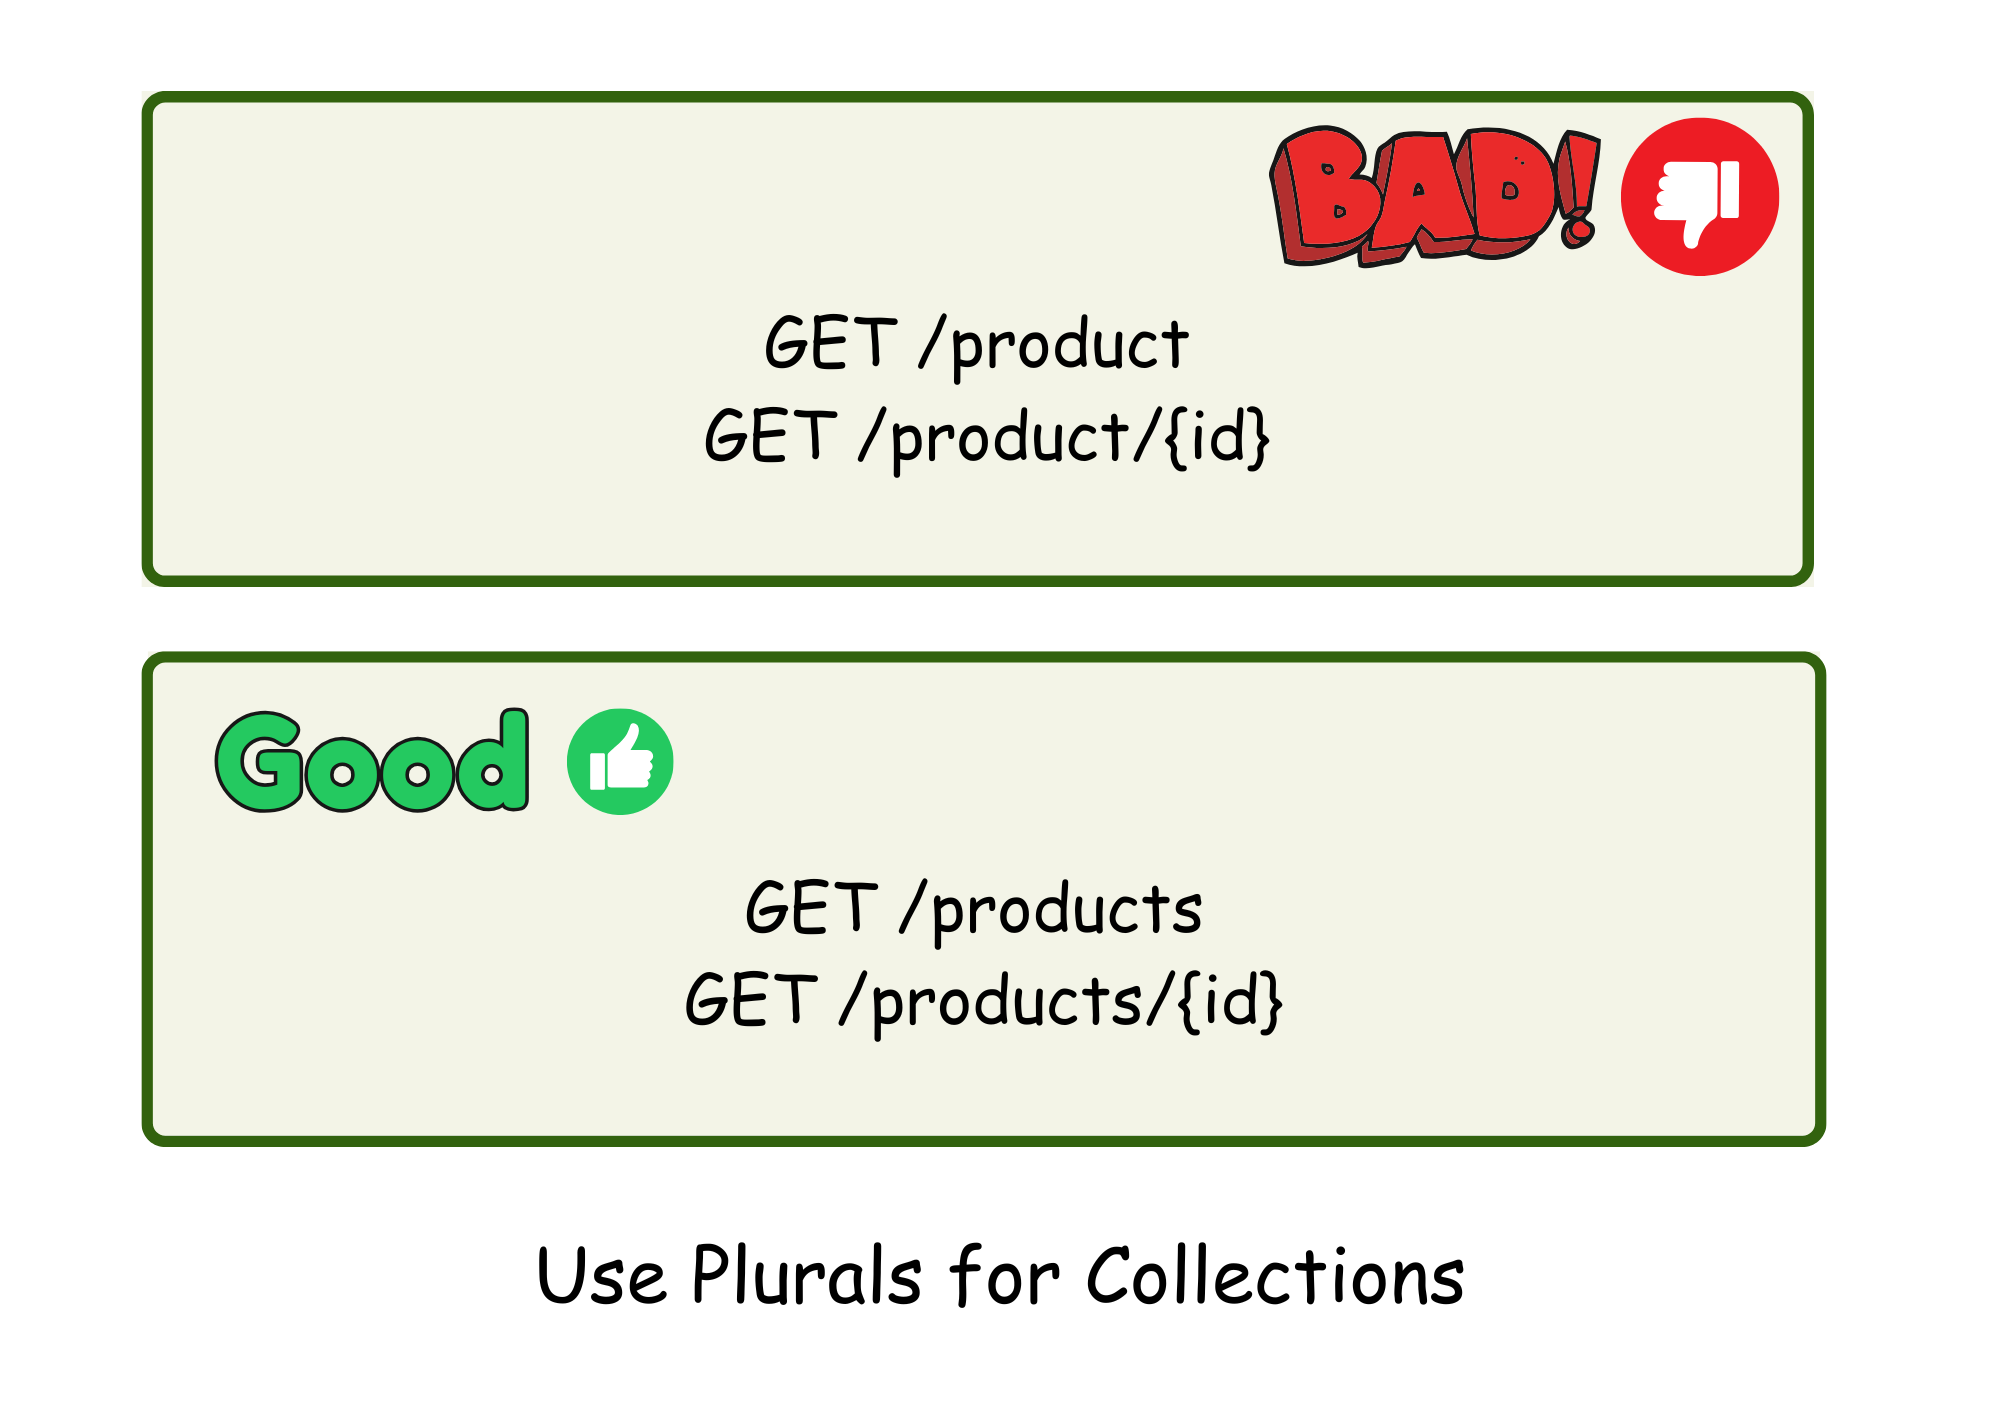 BAD!
GET /product
GET /product/{id}
Good
GET /products
GET /products/{id}
Use Plurals for Collections